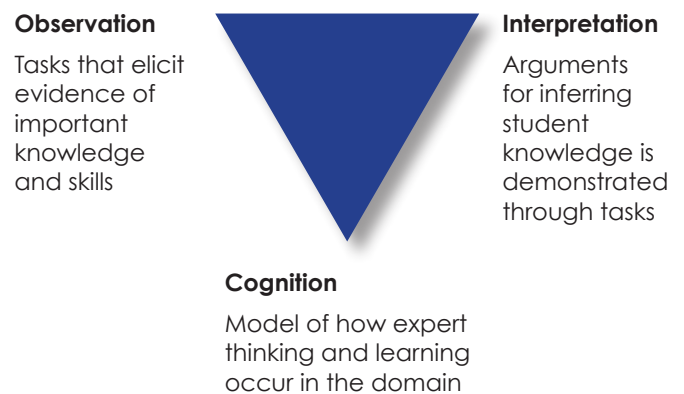 Observation
Tasks that elicit
evidence of
important
knowledge
and skills
Interpretation
Arguments
for inferring
student
knowledge is
demonstrated
through tasks
Cognition
Model of how expert
thinking and learning
occur in the domain